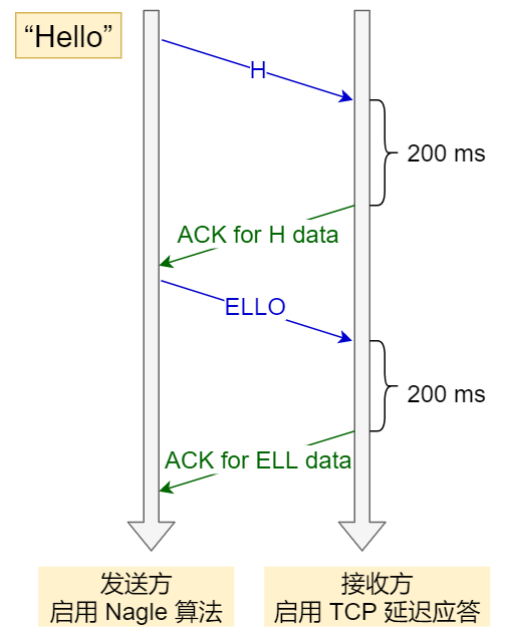 “Hello”
H
200 ms
ACK for H data
ELLO
200 ms
ACK for ELL data
发送方
启用 Nagle 算法
接收方
启用 TCP 延迟应答